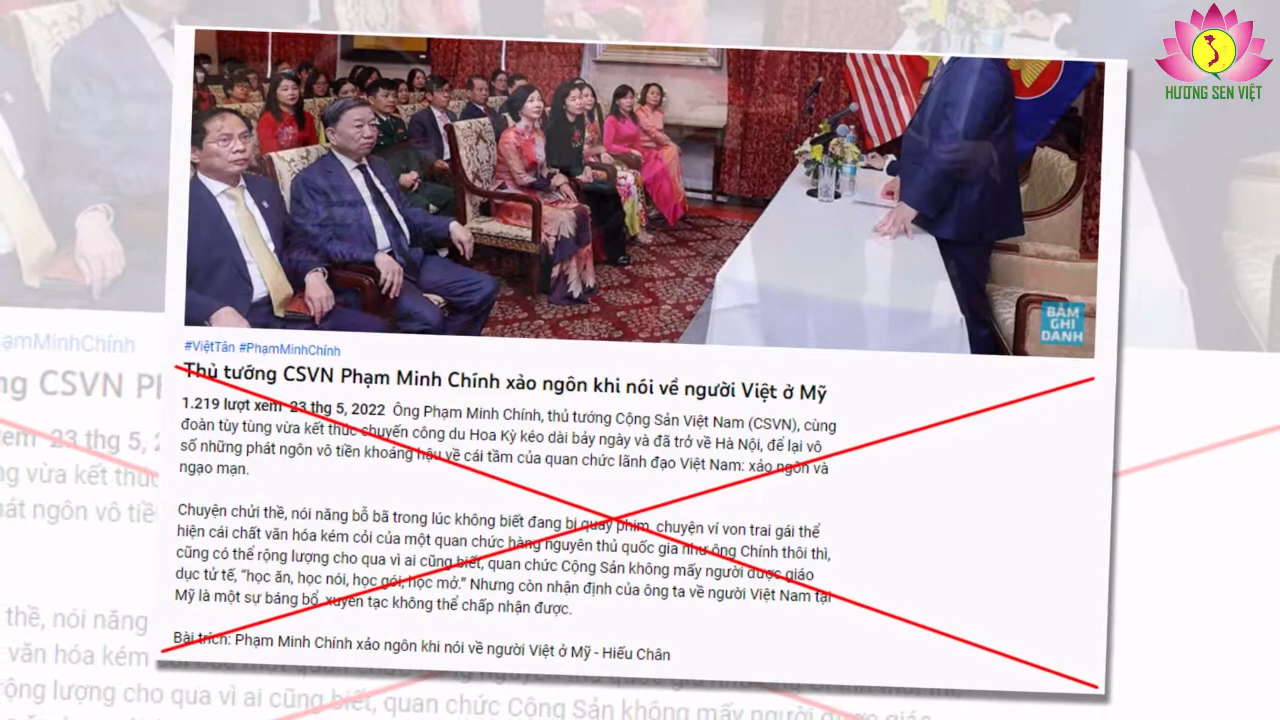 HƯƠNG SEN VIỆT
BẤM
GHI
DANH
#ViệtTân #PhạmMinhChính
Thủ tướng CSVN Phạm Minh Chính xảo ngôn khi nói về người Việt ở Mỹ
1.219 lượt xem 23 thg 5, 2022 Ông Phạm Minh Chính, thủ tướng Cộng Sản Việt Nam (CSVN), cùng
đoàn tùy tùng vừa kết thúc chuyến công du Hoa Kỳ kéo dài bảy ngày và đã trở về Hà Nội, để lại vô
số những phát ngôn vô tiền khoáng hậu về cái tầm của quan chức lãnh đạo Việt Nam: xảo ngôn và
ngạo mạn.
Chuyện chửi thề, nói năng bỗ bã trong lúc không biết đang bị quay phim, chuyện ví von trai gái thể
hiện cái chất văn hóa kém cỏi của một quan chức hàng nguyên thủ quốc gia như ông Chính thôi thì,
cũng có thể rộng lượng cho qua vì ai cũng biết, quan chức Cộng Sản không mấy người được giáo
dục tử tế, “học ăn, học nói, học gói, học mở.” Nhưng còn nhận định của ông ta về người Việt Nam tại
Mỹ là một sự báng bổ, xuyên tạc không thể chấp nhận được.
Bài trích: Phạm Minh Chính xảo ngôn khi nói về người Việt ở Mỹ - Hiếu Chân